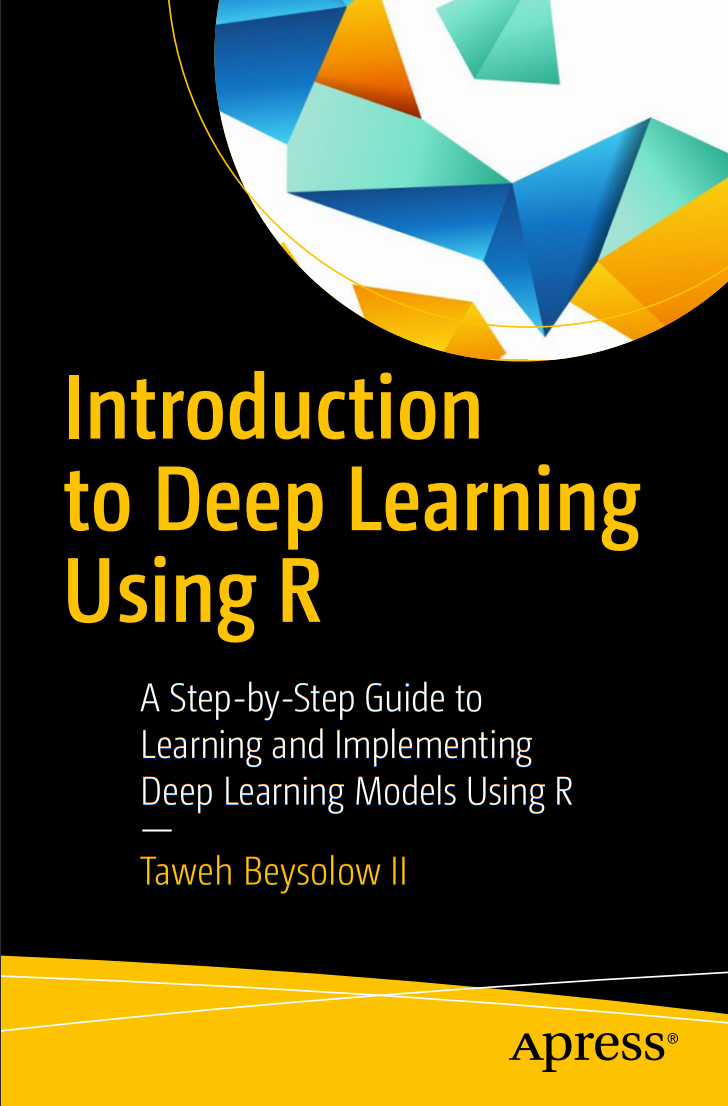 Introduction
to Deep Learning
Using R
A Step-by-Step Guide to
Learning and Implementing
Deep Learning Models Using R
—
Taweh Beysolow II
Apress®